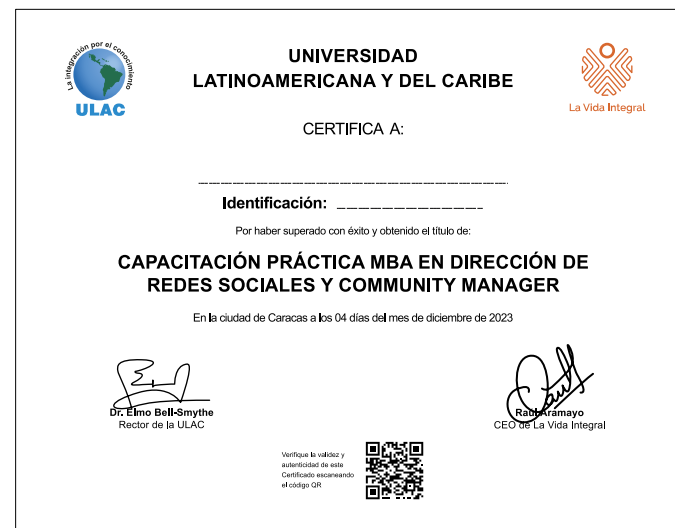 La integración por el conocimiento
ULAC
UNIVERSIDAD
LATINOAMERICANA Y DEL CARIBE
La Vida Integral
CERTIFICA A:
Identificación:
Por haber superado con éxito y obtenido el título de:
CAPACITACIÓN PRÁCTICA MBA EN DIRECCIÓN DE
REDES SOCIALES Y COMMUNITY MANAGER
En la ciudad de Caracas a los 04 días del mes de diciembre de 2023
Dr. Elmo Bell-Smythe
Rector de la ULAC
Raúl Aramayo
CEO de La Vida Integral
Verifique la validez y
autenticidad de este
Certificado escaneando
el código QR